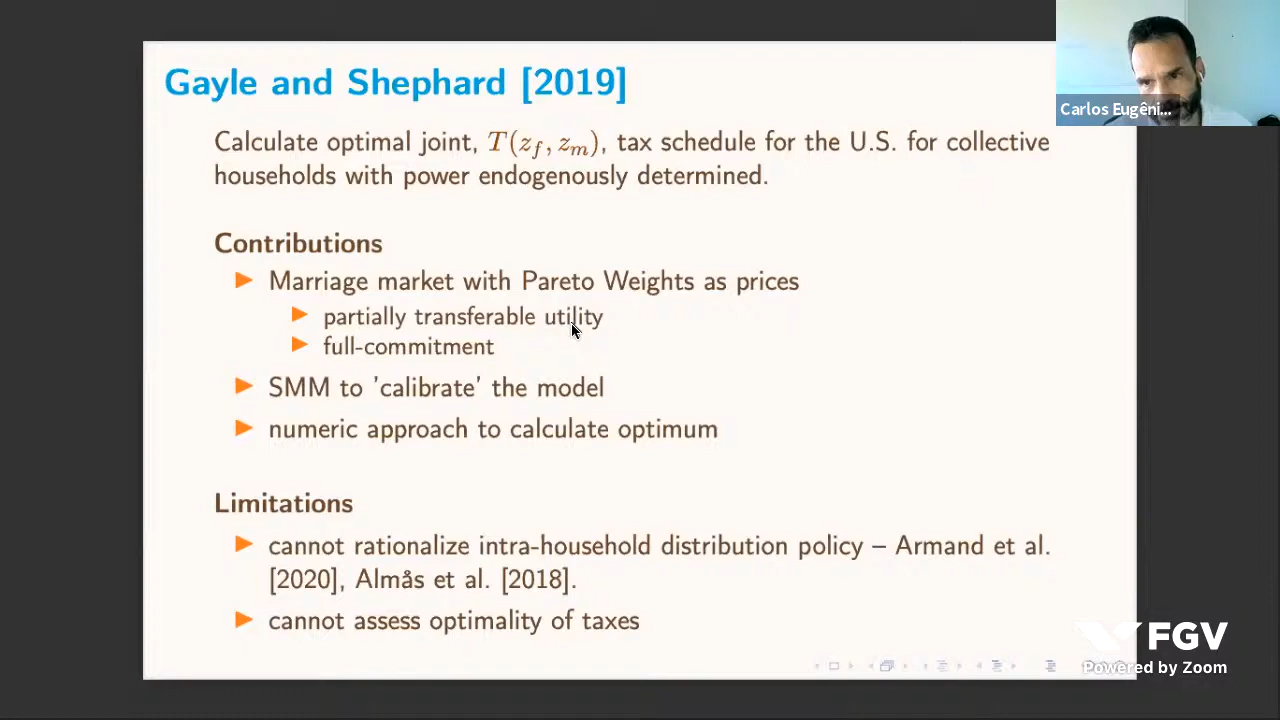 Gayle and Shephard [2019]
Carlos Eugêni...
Calculate optimal joint, T(z_f, z_m), tax schedule for the U.S. for collective
households with power endogenously determined.
Contributions
Marriage market with Pareto Weights as prices
partially transferable utility
full-commitment
SMM to 'calibrate' the model
numeric approach to calculate optimum
Limitations
cannot rationalize intra-household distribution policy – Armand et al.
[2020], Almås et al. [2018].
cannot assess optimality of taxes
FGV
Powered by Zoom